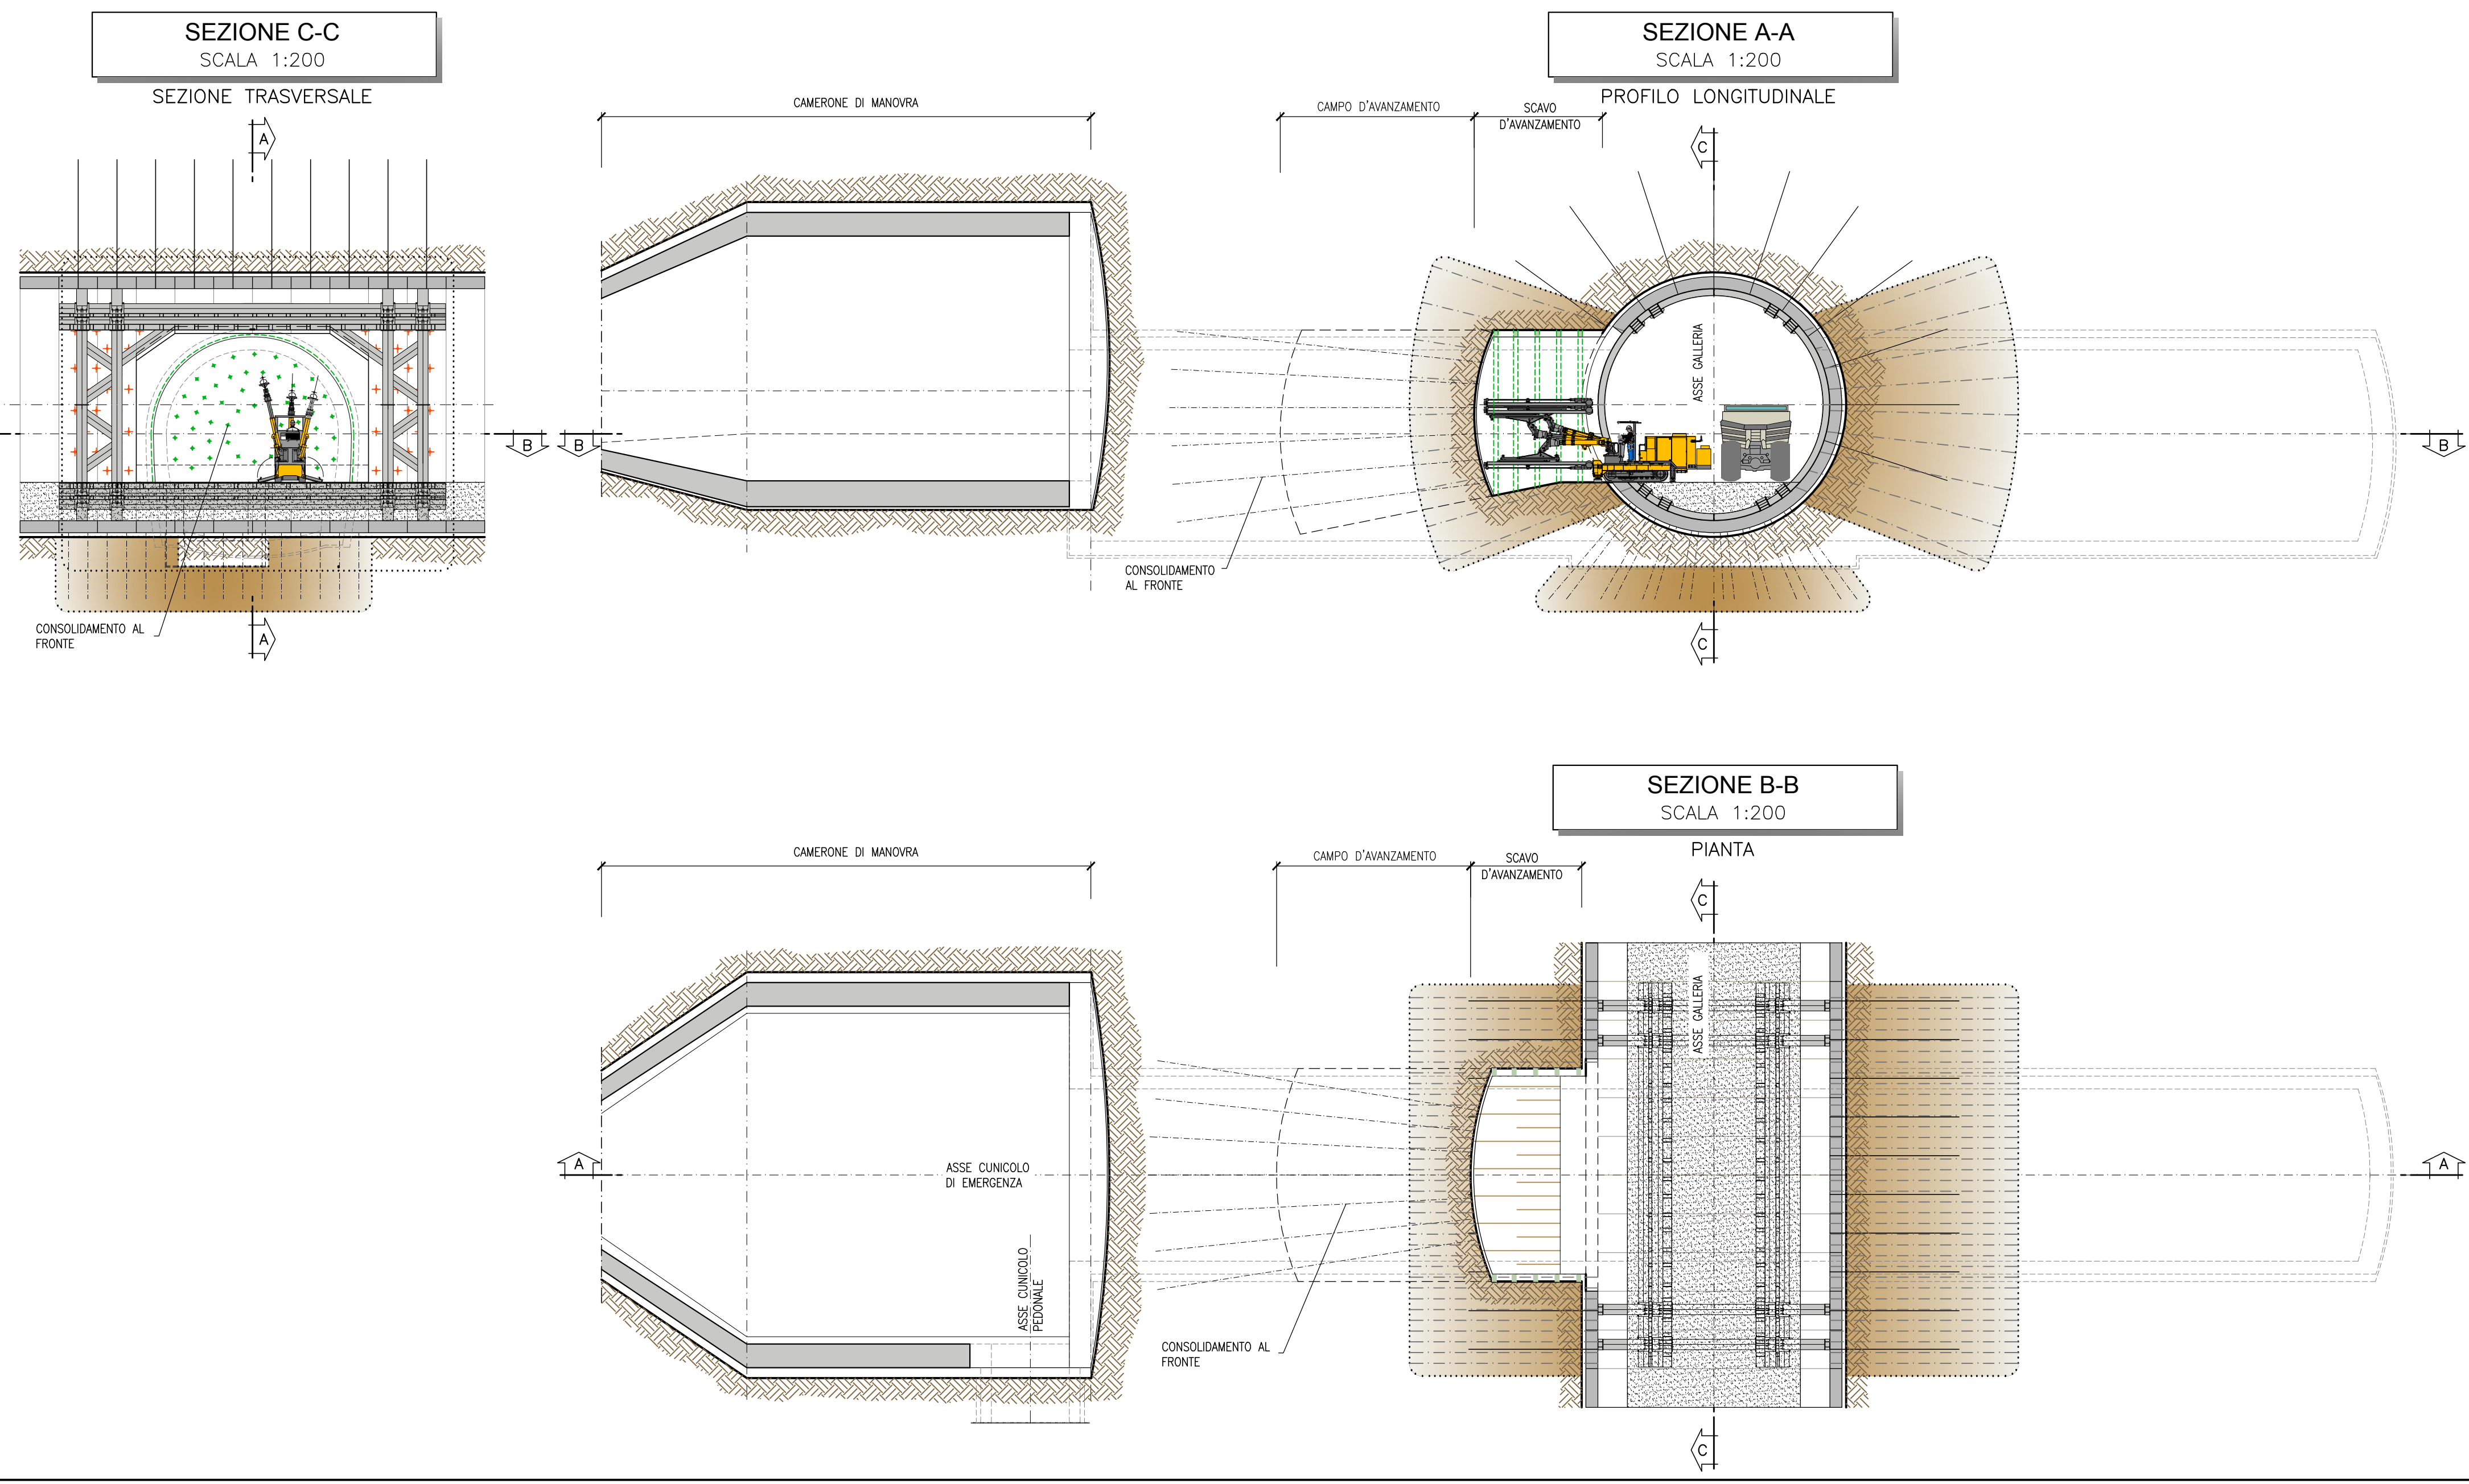 SEZIONE C-C
SCALA 1:200
SEZIONE TRASVERSALE
A
B
A
CONSOLIDAMENTO AL
FRONTE
SEZIONE A-A
SCALA 1:200
PROFILO LONGITUDINALE
CAMERONE DI MANOVRA
CAMPO D'AVANZAMENTO
SCAVO
D'AVANZAMENTO
C
ASSE GALLERIA
B
B
CONSOLIDAMENTO
AL FRONTE
C
SEZIONE B-B
SCALA 1:200
PIANTA
CAMERONE DI MANOVRA
CAMPO D'AVANZAMENTO
SCAVO
D'AVANZAMENTO
C
ASSE GALLERIA
A
ASSE CUNICOLO
DI EMERGENZA
A
ASSE CUNICOLO
PEDONALE
CONSOLIDAMENTO AL
FRONTE
C